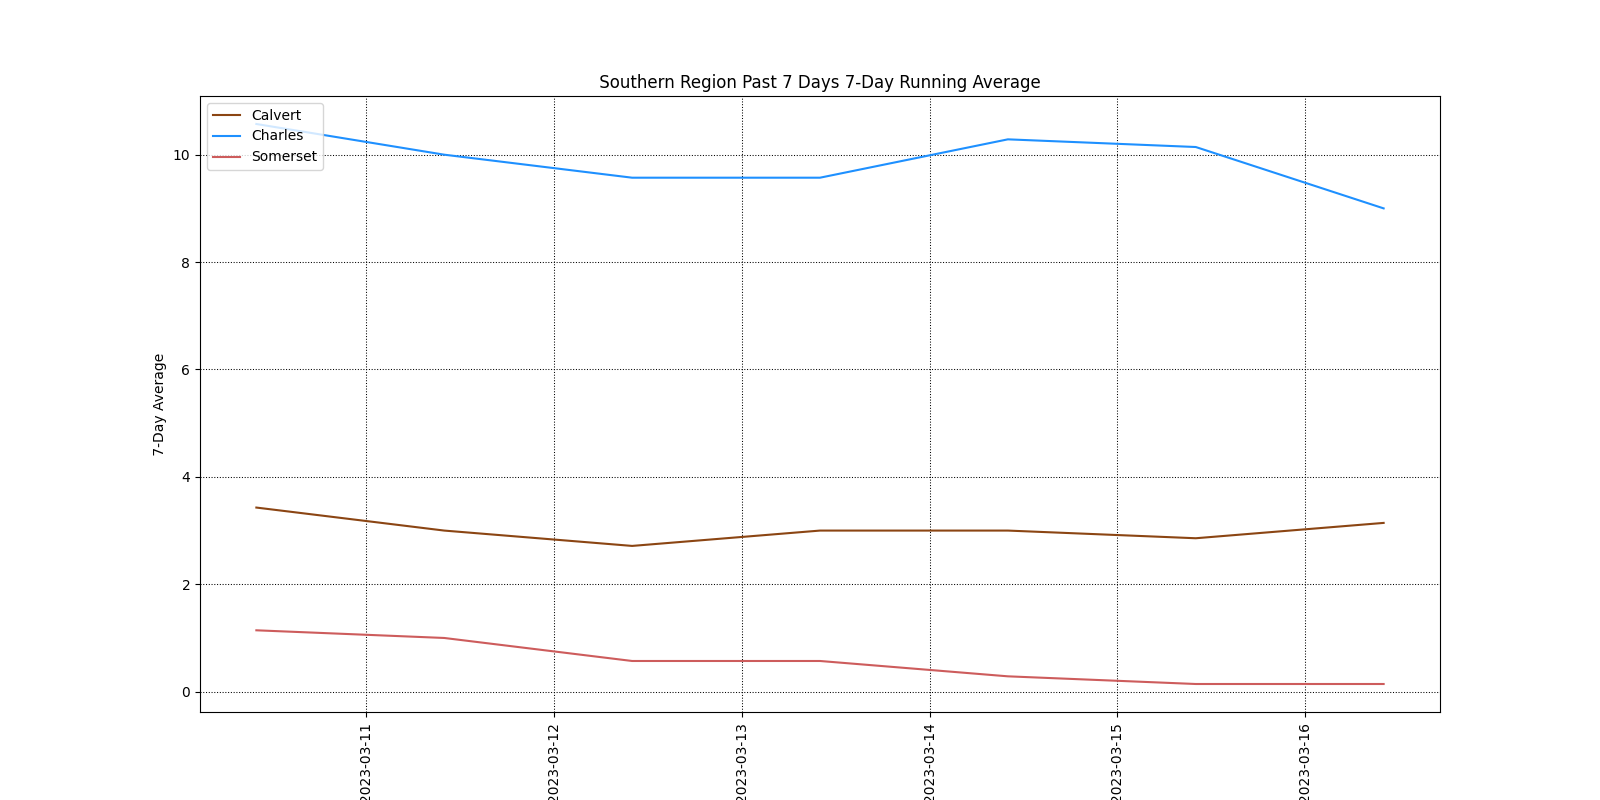 Southern Region Past 7 Days 7-Day Running Average
Calvert
Charles
Somerset
10
8
6
4
2
0
7-Day Average
2023-03-11
2023-03-12
2023-03-13
2023-03-14
2023-03-15
2023-03-16